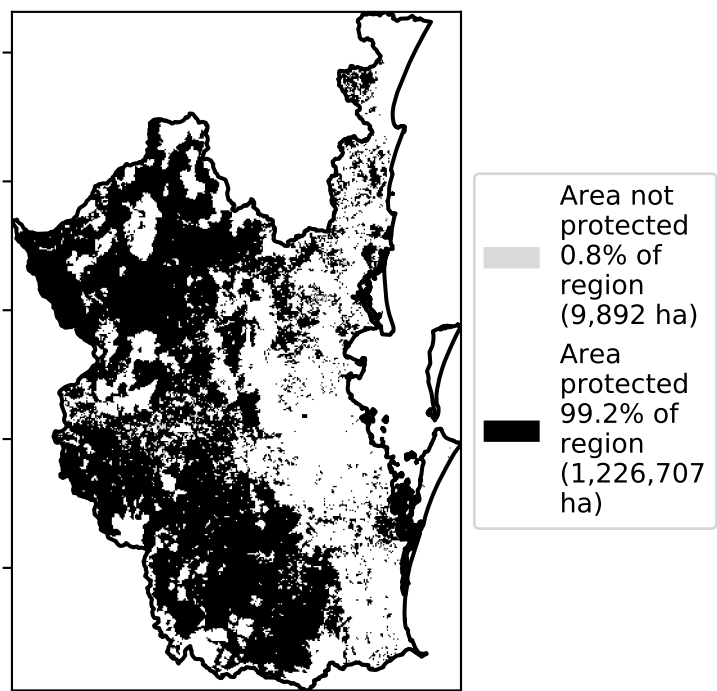 Area not
protected
0.8% of
region
(9,892 ha)
Area
protected
99.2% of
region
(1,226,707
ha)